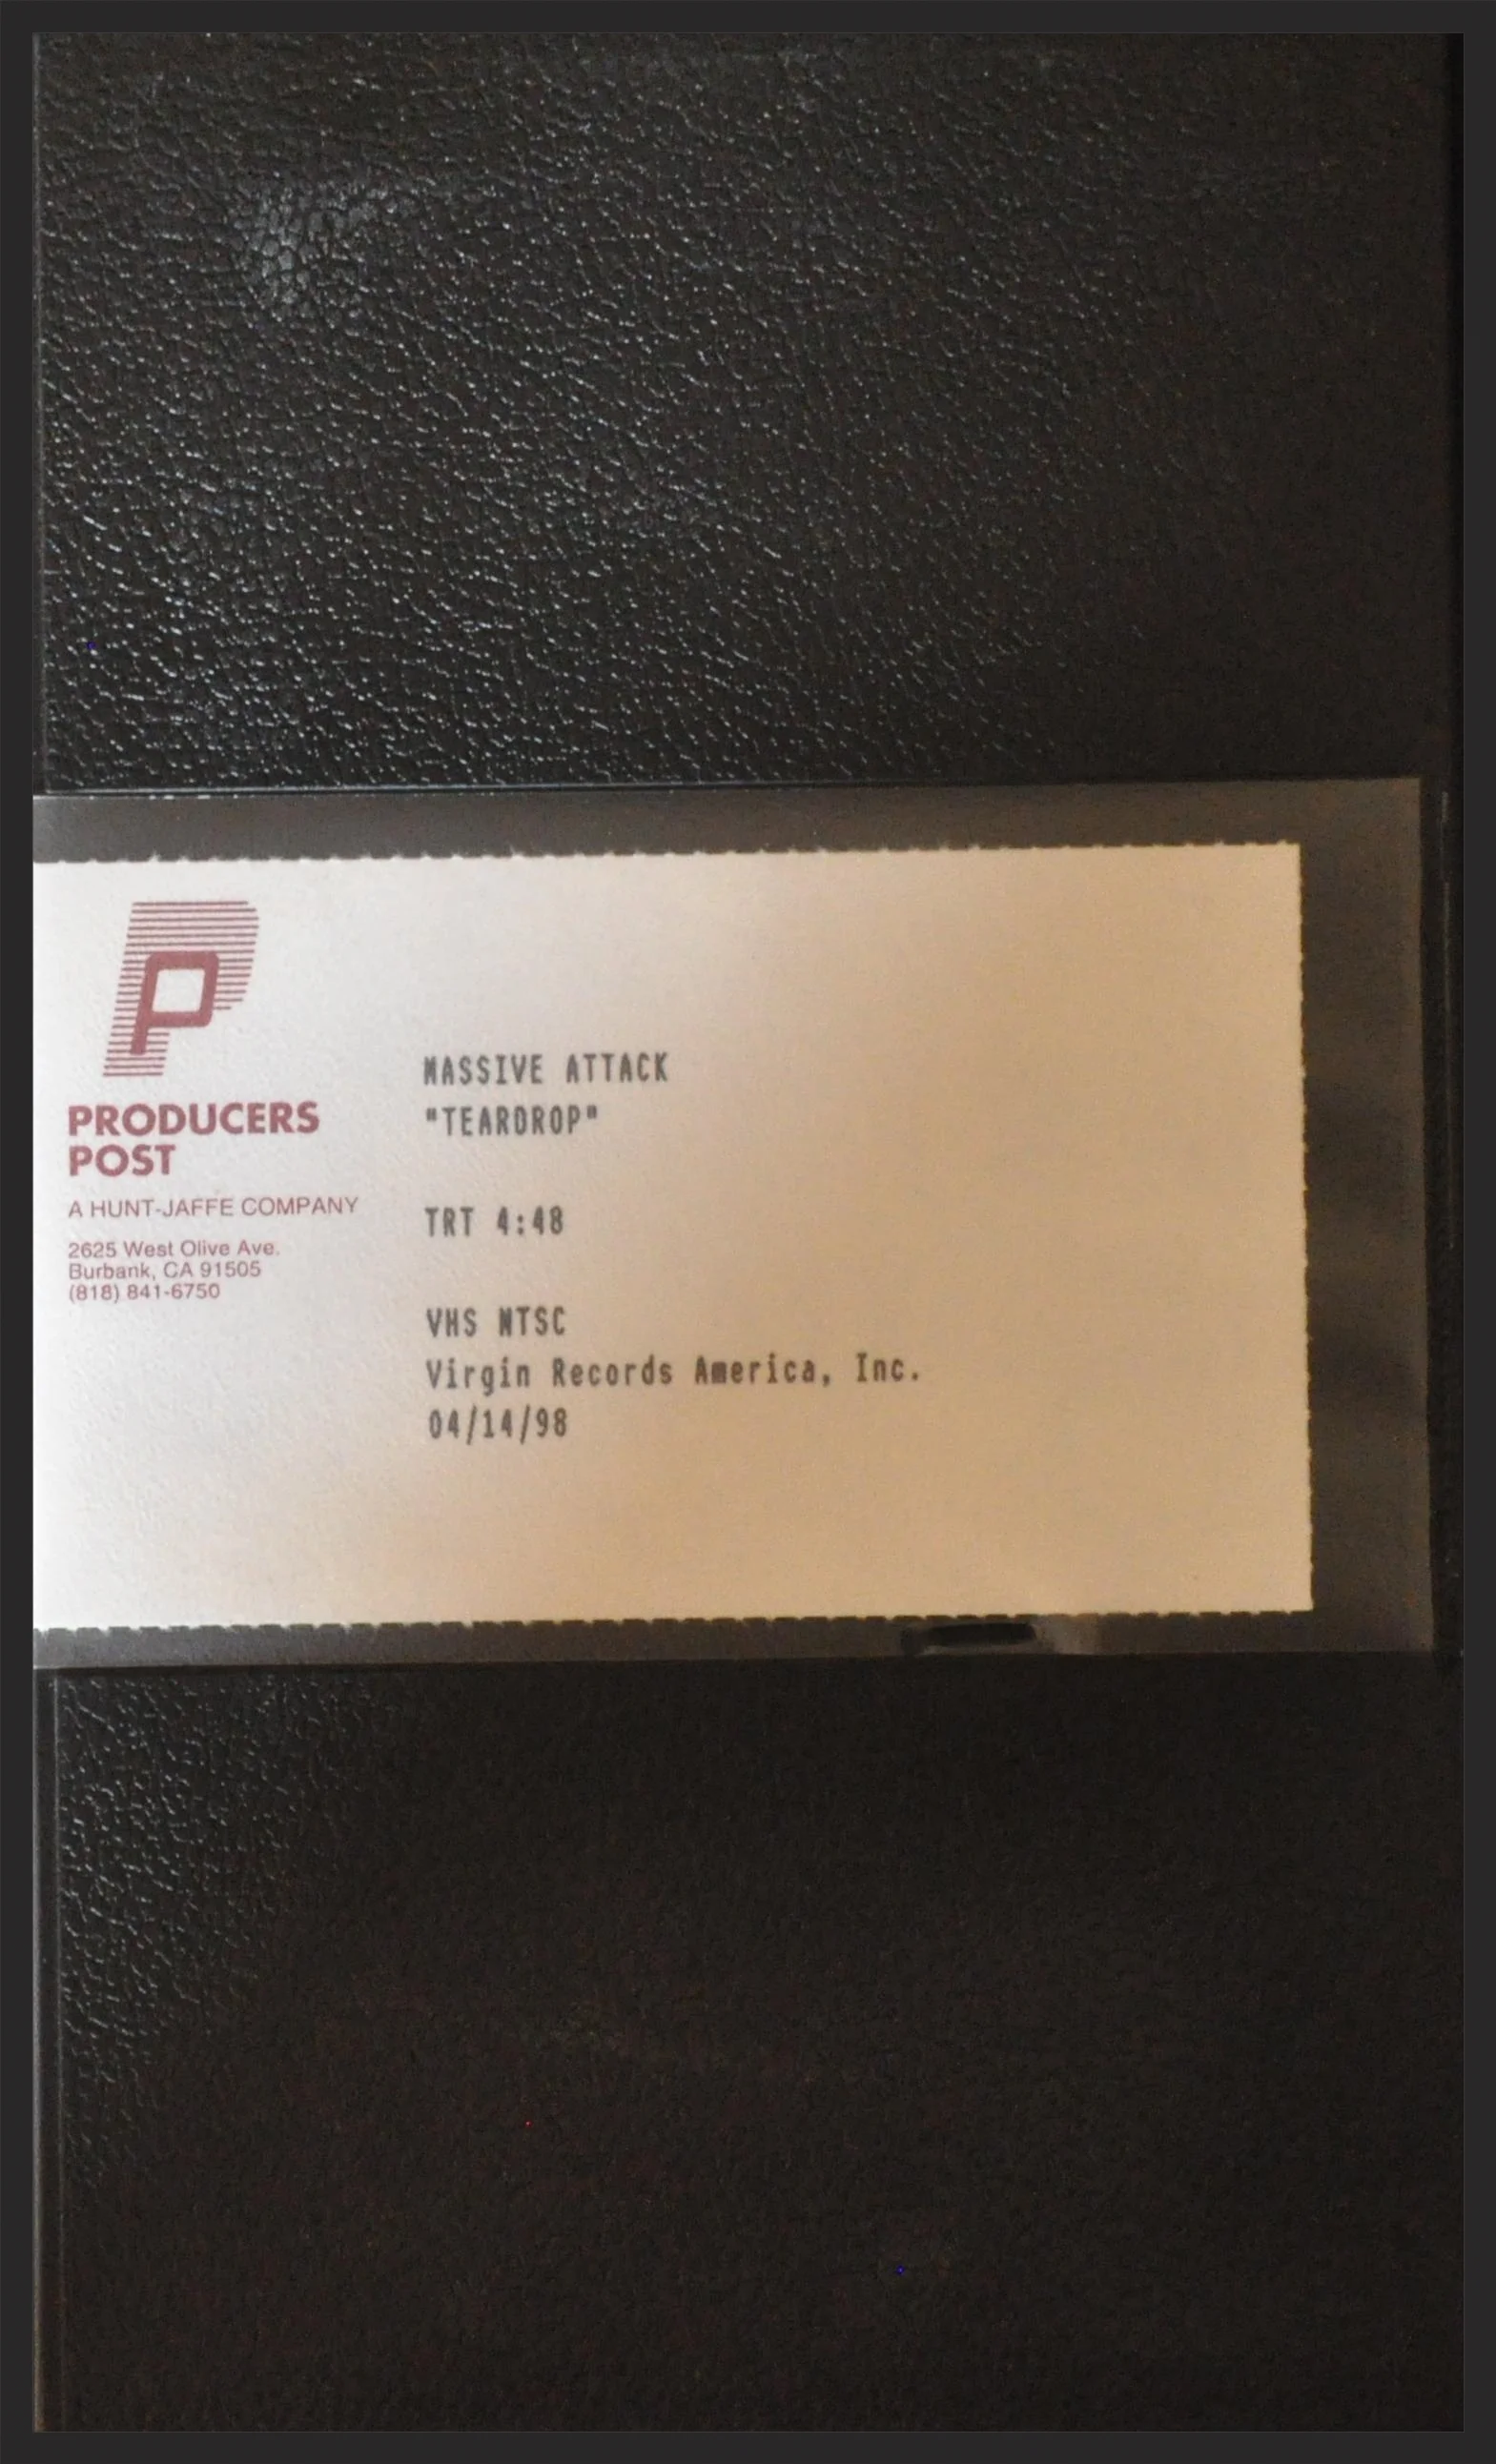 P
PRODUCERS
POST
A HUNT-JAFFE COMPANY
2625 West Olive Ave.
Burbank, CA 91505
(818) 841-6750
MASSIVE ATTACK
"TEARDROP"
TRT 4:48
VHS NTSC
Virgin Records America, Inc.
04/14/98